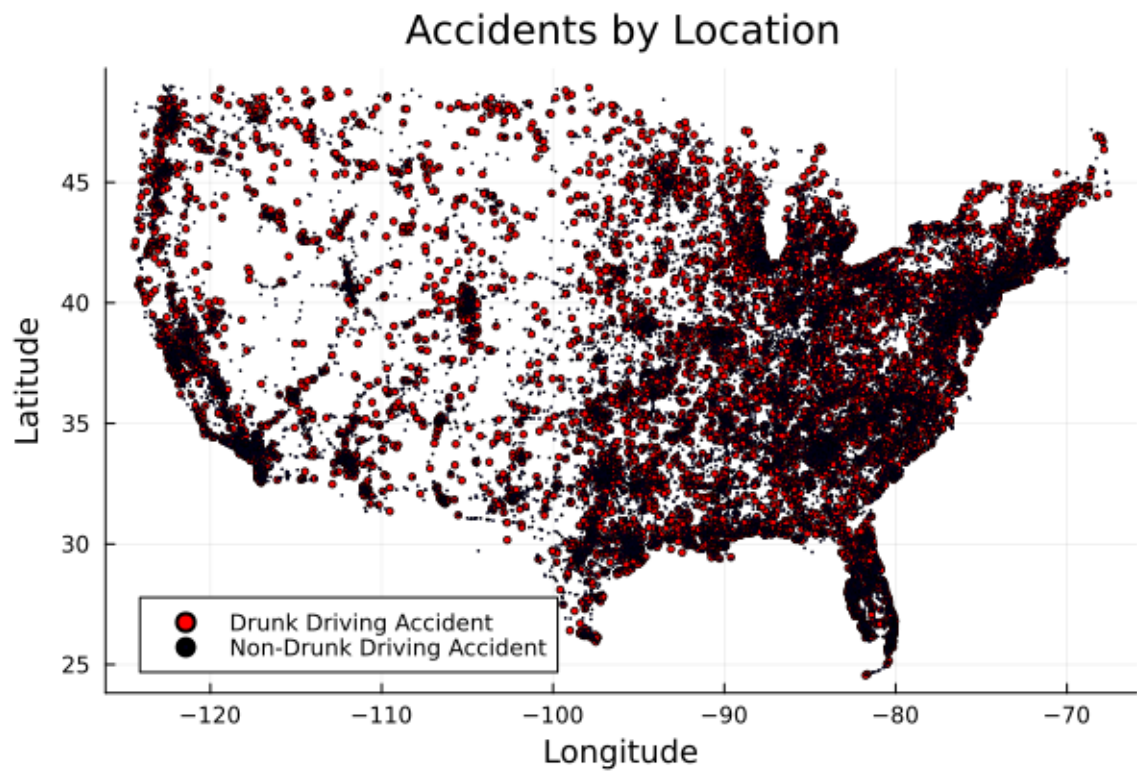 Accidents by Location
Latitude
45
40
35
30
25
Drunk Driving Accident
Non-Drunk Driving Accident
−120
−110
−100
−90
−80
−70
Longitude